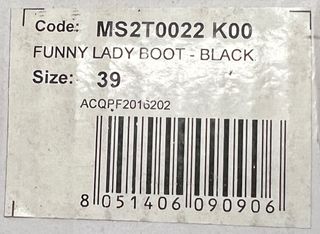 Code: MS2T0022 K00
FUNNY LADY BOOT - BLACK
Size: 39
ACQPF2016202
8 051406 090906